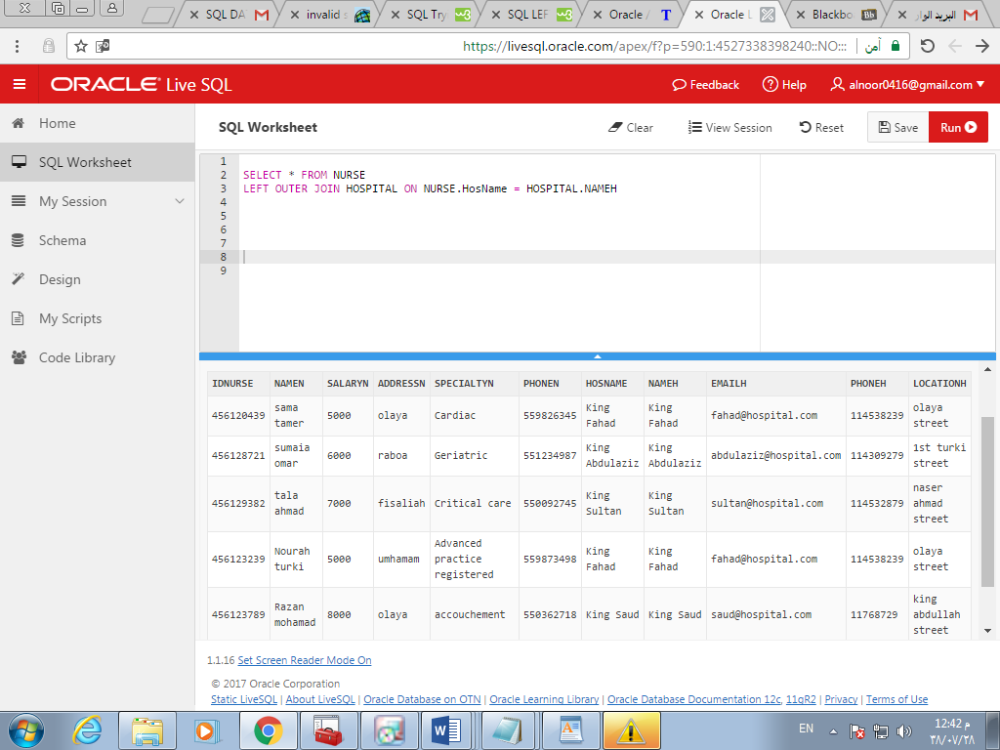 SQL DA
invalid s
SQL Try
SQL LEF
Oracle /
Oracle L
Blackbo
البريد الوار
https://livesql.oracle.com/apex/f?p=590:1:4527338398240::NO:::
آمن
ORACLE Live SQL
Feedback
Help
alnoor0416@gmail.com
Home
SQL Worksheet
My Session
Schema
Design
My Scripts
Code Library
SQL Worksheet
Clear
View Session
Reset
Save
Run
1
2 SELECT * FROM NURSE
3 LEFT OUTER JOIN HOSPITAL ON NURSE.HosName = HOSPITAL.NAMEH
4
5
6
7
8
9
IDNURSE NAMEN SALARYN ADDRESSN SPECIALTYN PHONEN HOSNAME NAMEH EMAILH PHONEH LOCATIONH
456120439 sama tamer 5000 olaya Cardiac 559826345 King Fahad King Fahad fahad@hospital.com 114538239 olaya street
456128721 sumaia omar 6000 raboa Geriatric 551234987 King Abdulaziz King Abdulaziz abdulaziz@hospital.com 114309279 1st turki street
456129382 tala ahmad 7000 fisaliah Critical care 550092745 King Sultan King Sultan sultan@hospital.com 114532879 naser ahmad street
456123239 Nourah turki 5000 umhamam Advanced practice registered 559873498 King Fahad King Fahad fahad@hospital.com 114538239 olaya street
456123789 Razan mohamad 8000 olaya accouchement 550362718 King Saud King Saud saud@hospital.com 11768729 king abdullah street
1.1.16 Set Screen Reader Mode On
© 2017 Oracle Corporation
Static LiveSQL | About LiveSQL | Oracle Database on OTN | Oracle Learning Library | Oracle Database Documentation 12c, 11gR2 | Privacy | Terms of Use
EN
12:42 م
٣٨/٠٧/٢٨